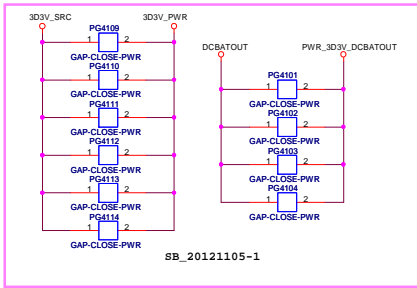 3D3V_SRC 3D3V_PWR
PG4109
1 2
GAP-CLOSE-PWR
PG4110
1 2
GAP-CLOSE-PWR
PG4111
1 2
GAP-CLOSE-PWR
PG4112
1 2
GAP-CLOSE-PWR
PG4113
1 2
GAP-CLOSE-PWR
PG4114
1 2
GAP-CLOSE-PWR
DCBATOUT PWR_3D3V_DCBATOUT
PG4101
1 2
GAP-CLOSE-PWR
PG4102
1 2
GAP-CLOSE-PWR
PG4103
1 2
GAP-CLOSE-PWR
PG4104
1 2
GAP-CLOSE-PWR
SB_20121105-1